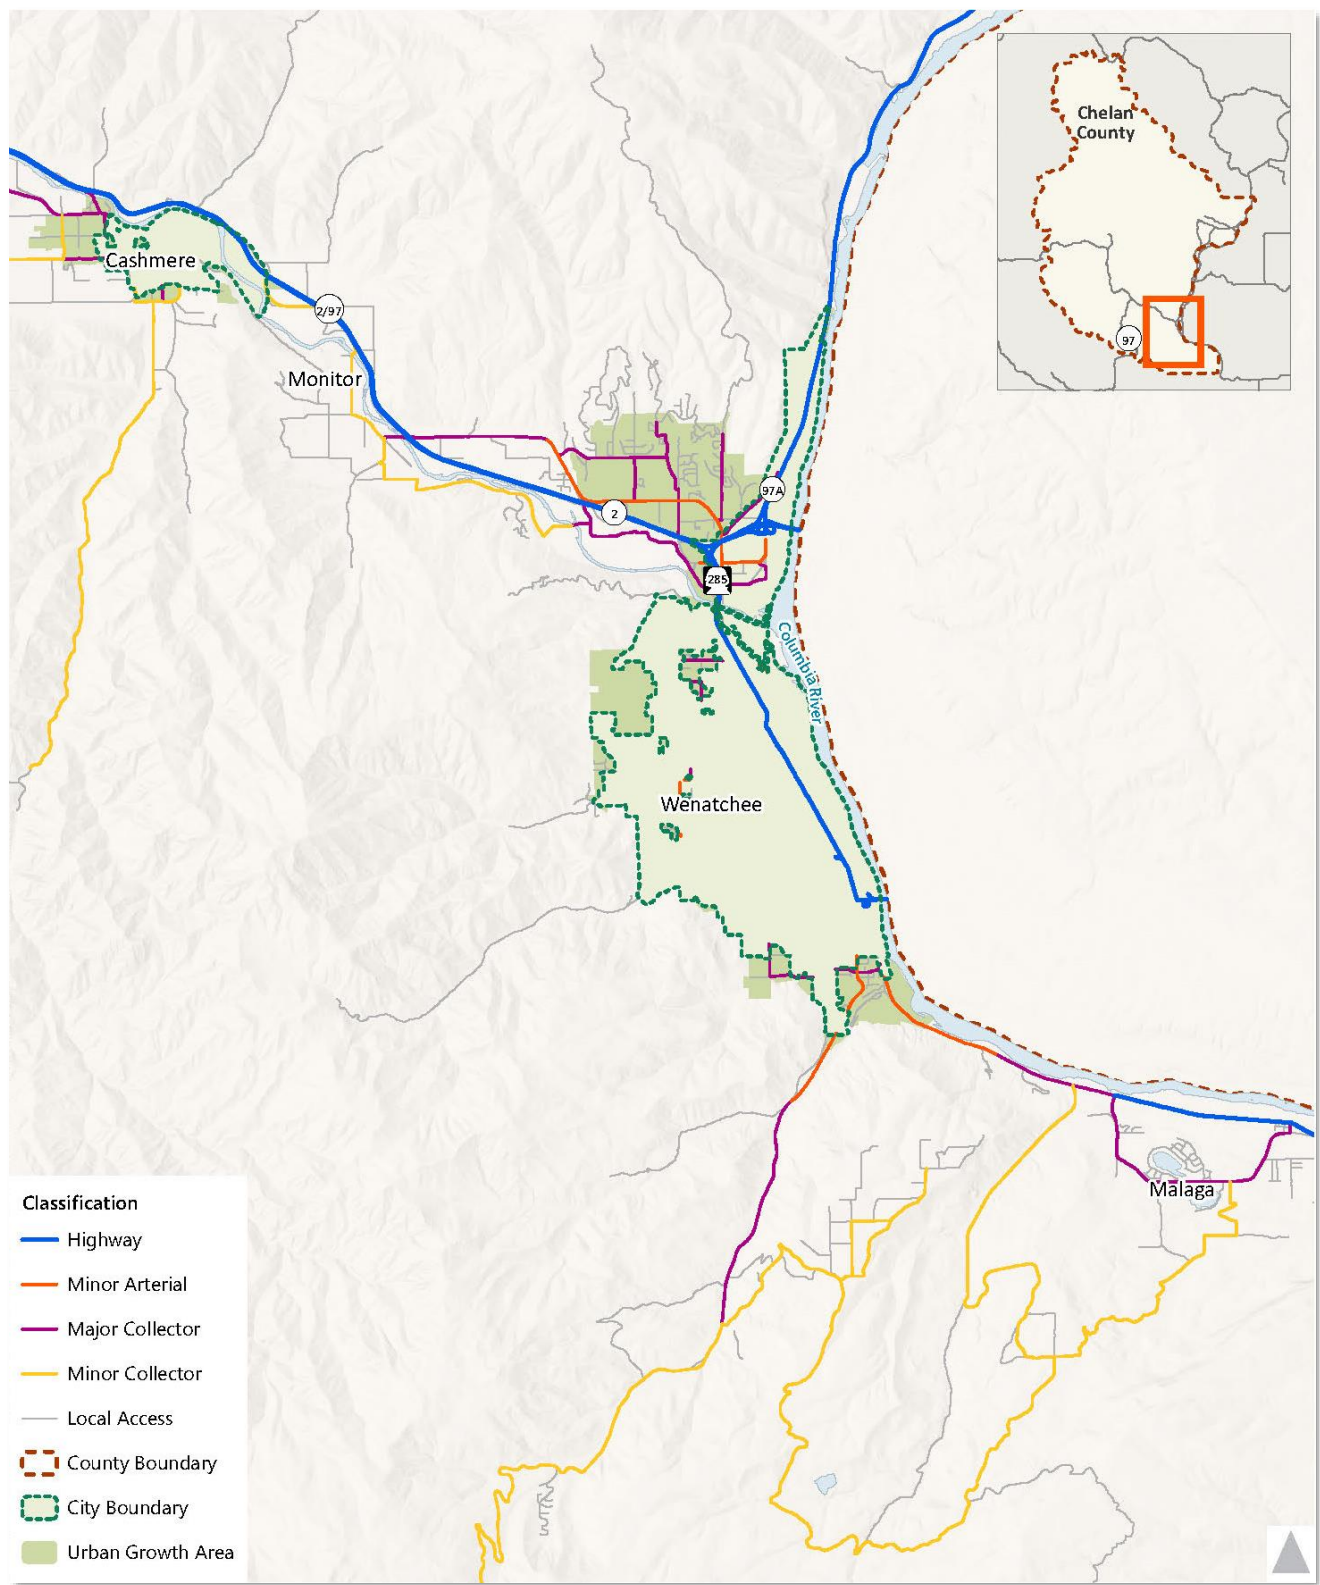 Chelan
County
97
Cashmere
2/97
Monitor
97A
2
285
Columbia River
Wenatchee
Malaga
Classification
Highway
Minor Arterial
Major Collector
Minor Collector
Local Access
County Boundary
City Boundary
Urban Growth Area